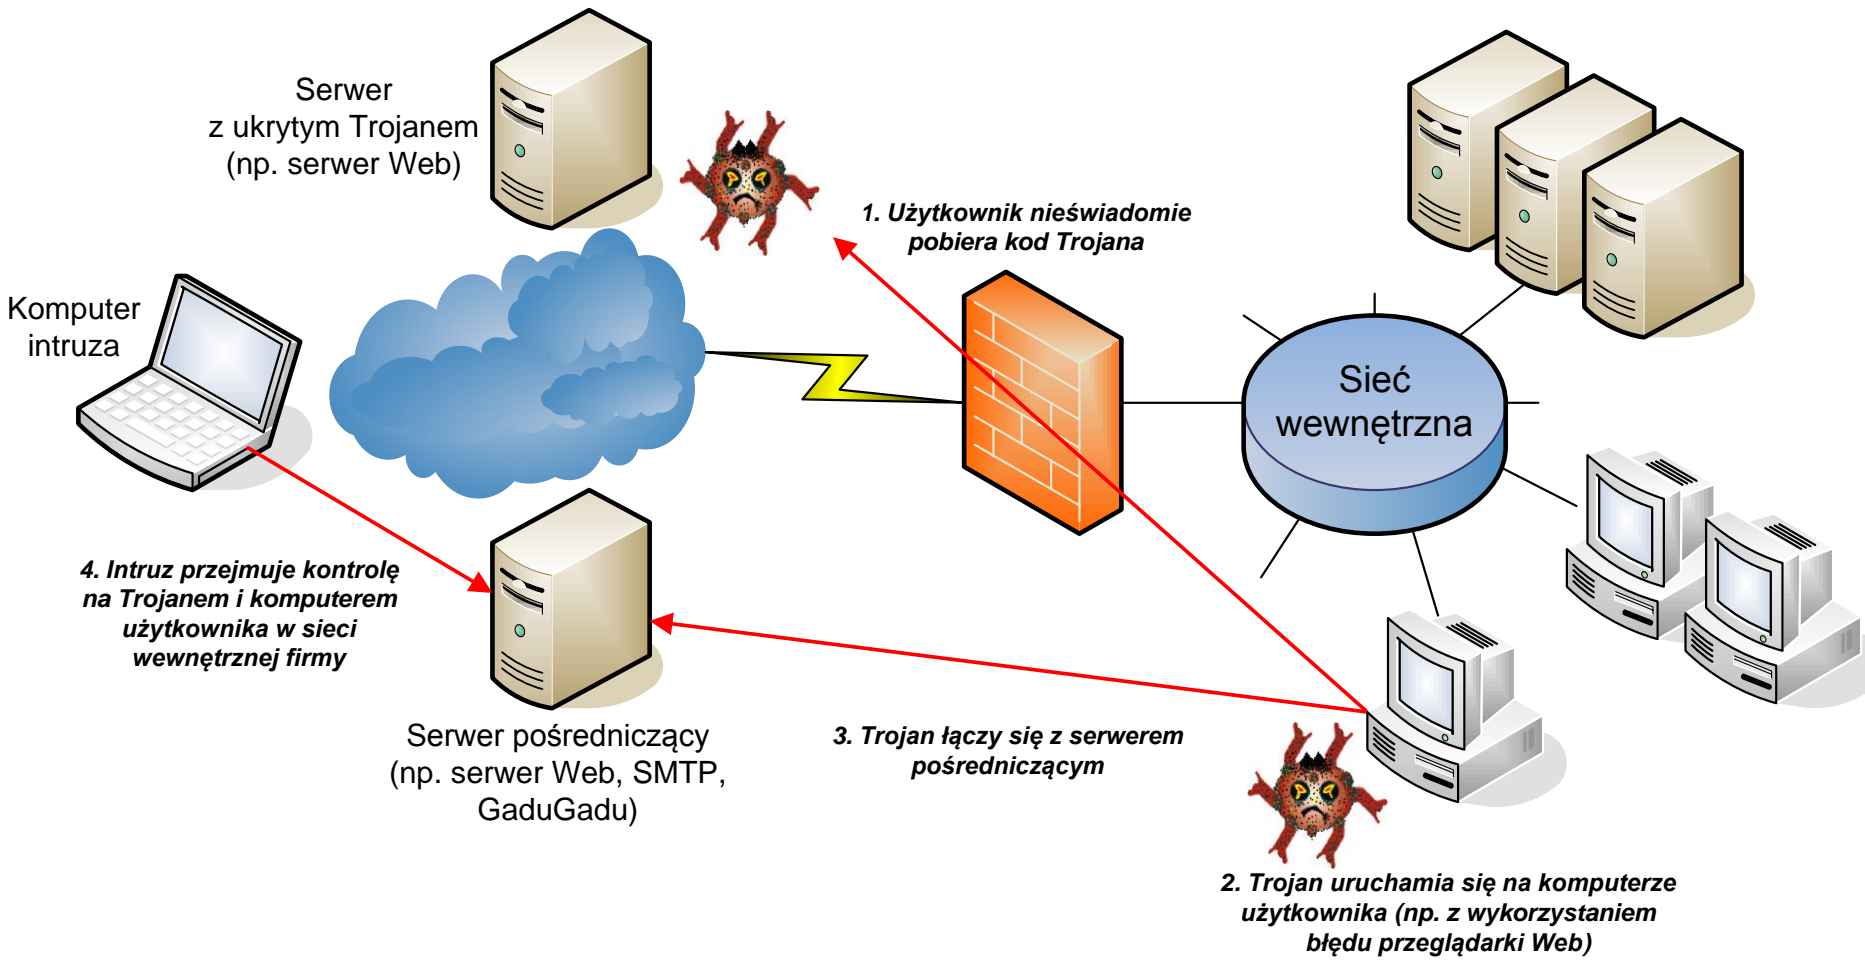 Serwer
z ukrytym Trojanem
(np. serwer Web)
1. Użytkownik nieświadomie
pobiera kod Trojana
Komputer
intruza
Sieć
wewnętrzna
4. Intruz przejmuje kontrolę
na Trojanem i komputerem
użytkownika w sieci
wewnętrznej firmy
Serwer pośredniczący
(np. serwer Web, SMTP,
GaduGadu)
3. Trojan łączy się z serwerem
pośredniczącym
2. Trojan uruchamia się na komputerze
użytkownika (np. z wykorzystaniem
błędu przeglądarki Web)